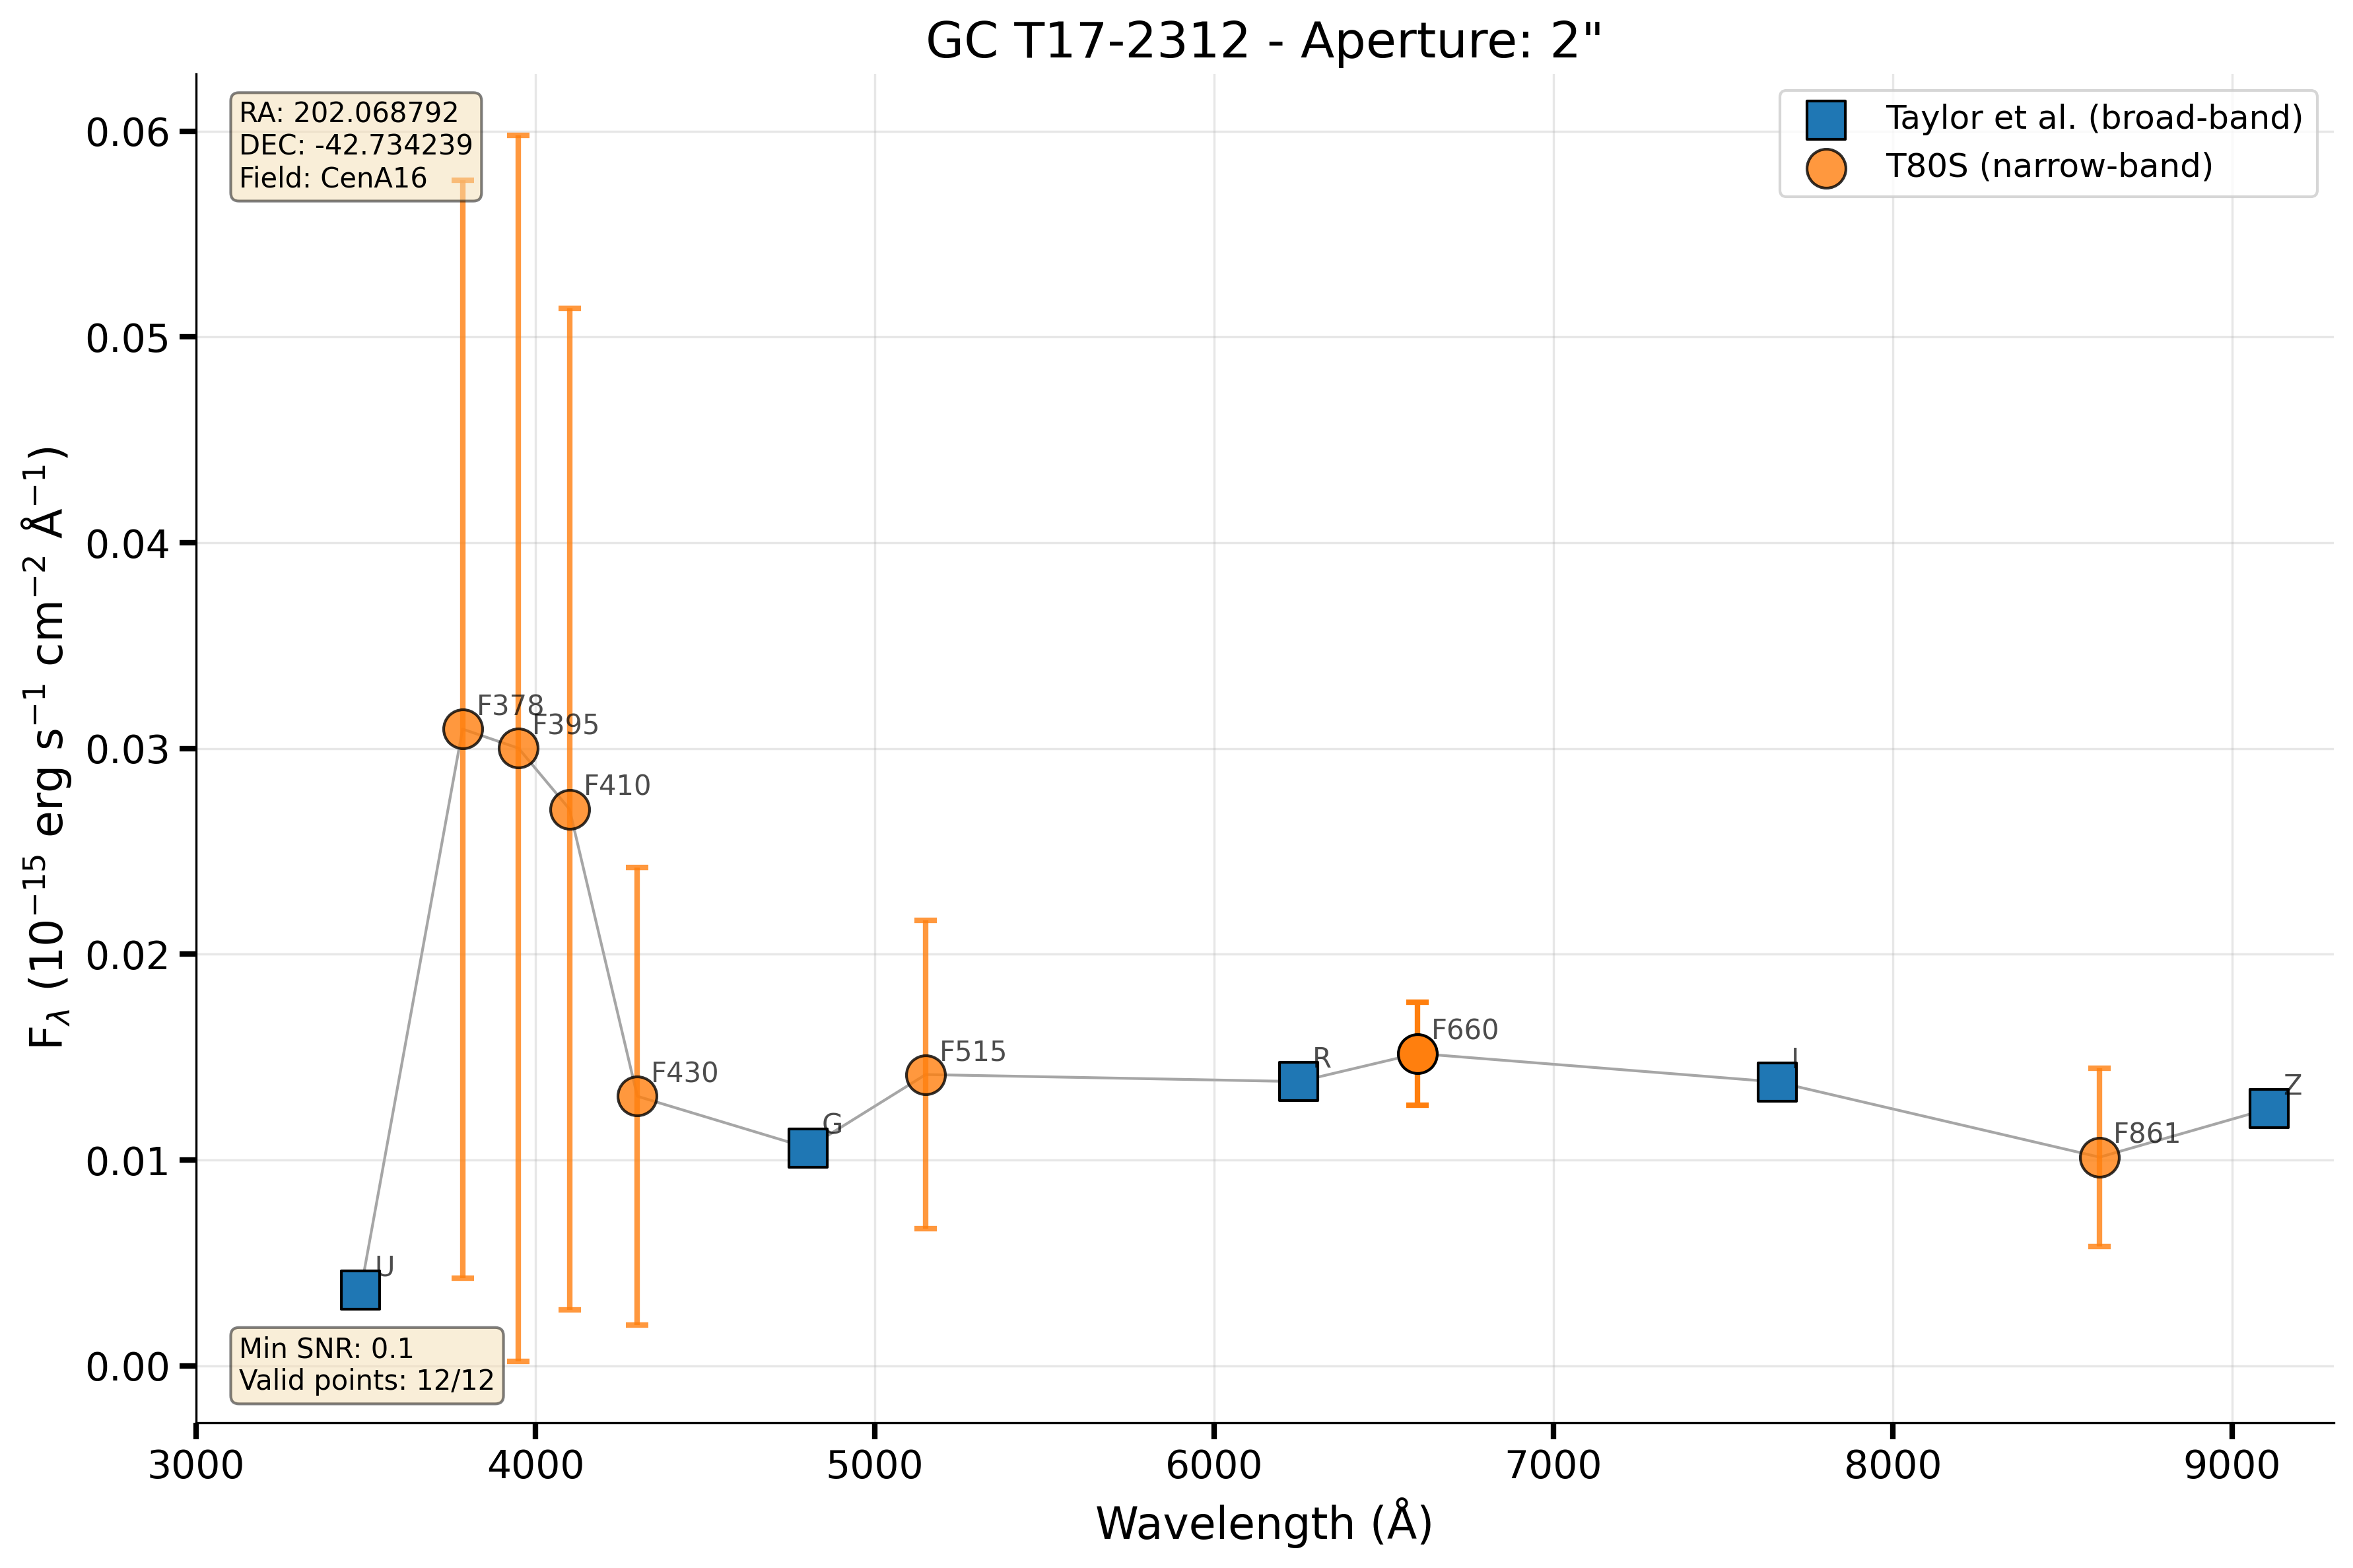 GC T17-2312 - Aperture: 2"
RA: 202.068792
DEC: -42.734239
Field: CenA16
Taylor et al. (broad-band)
T80S (narrow-band)
F_λ (10⁻¹⁵ erg s⁻¹ cm⁻² Å⁻¹)
0.06
0.05
0.04
0.03
0.02
0.01
0.00
U
F378
F395
F410
F430
G
F515
R
F660
I
F861
Z
Min SNR: 0.1
Valid points: 12/12
3000 4000 5000 6000 7000 8000 9000
Wavelength (Å)